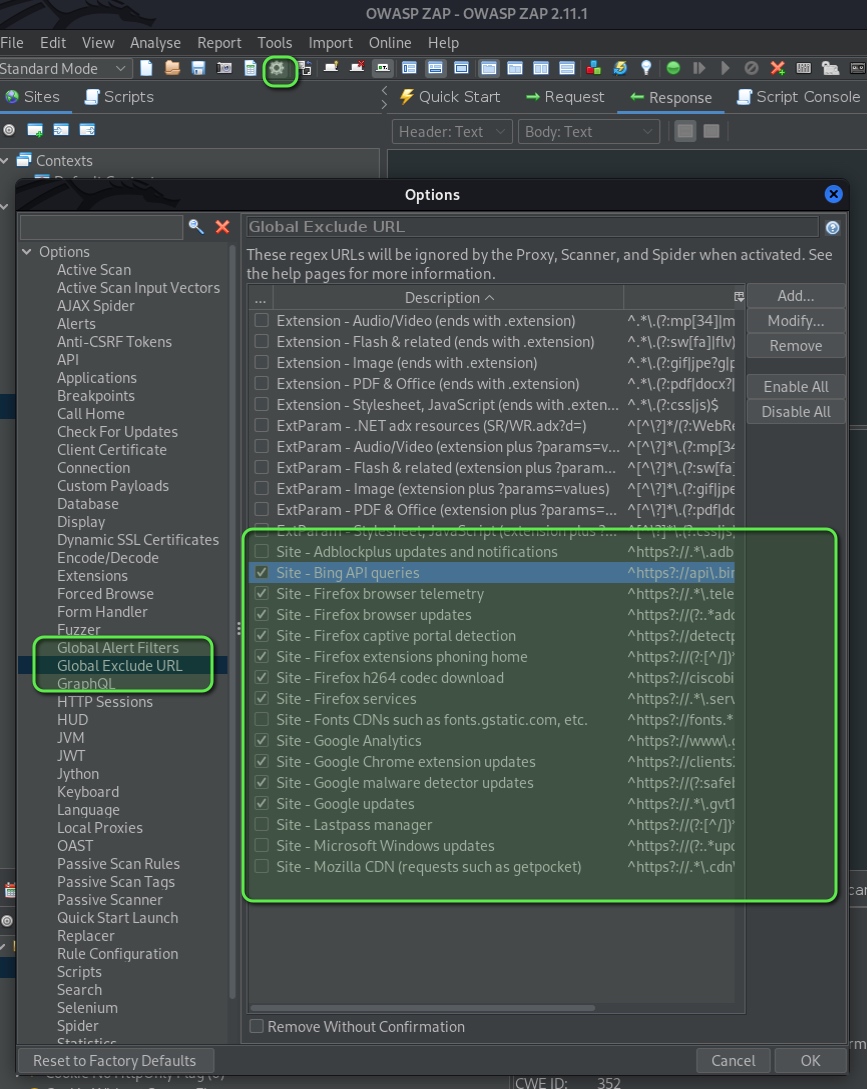 OWASP ZAP - OWASP ZAP 2.11.1
File Edit View Analyse Report Tools Import Online Help
Standard Mode
Sites Scripts
Quick Start Request Response Script Console
Header: Text Body: Text
Contexts
Options
Global Exclude URL
Options
These regex URLs will be ignored by the Proxy, Scanner, and Spider when activated. See
the help pages for more information.
Active Scan
Active Scan Input Vectors
AJAX Spider
Alerts
Anti-CSRF Tokens
API
Applications
Breakpoints
Call Home
Check For Updates
Client Certificate
Connection
Custom Payloads
Database
Display
Dynamic SSL Certificates
Encode/Decode
Extensions
Forced Browse
Form Handler
Fuzzer
Global Alert Filters
Global Exclude URL
GraphQL
HTTP Sessions
HUD
JVM
JWT
Jython
Keyboard
Language
Local Proxies
OAST
Passive Scan Rules
Passive Scan Tags
Passive Scanner
Quick Start Launch
Replacer
Rule Configuration
Scripts
Search
Selenium
Spider
Statistics
... Description
Extension - Audio/Video (ends with .extension) ^.*\.(?:mp[34]|m
Extension - Flash & related (ends with .extension) ^.*\.(?:sw[fa]|flv)
Extension - Image (ends with .extension) ^.*\.(?:gif|jpe?g|p
Extension - PDF & Office (ends with .extension) ^.*\.(?:pdf|docx?|
Extension - Stylesheet, JavaScript (ends with .exten... ^.*\.(?:css|js)$
ExtParam - .NET adx resources (SR/WR.adx?d=) ^[^\?]*/(?:WebRe
ExtParam - Audio/Video (extension plus ?params=v... ^[^\?]*\.(?:mp[34
ExtParam - Flash & related (extension plus ?param... ^[^\?]*\.(?:sw[fa]
ExtParam - Image (extension plus ?params=values) ^[^\?]*\.(?:gif|jpe
ExtParam - PDF & Office (extension plus ?params=... ^[^\?]*\.(?:pdf|dc
ExtParam - Stylesheet, JavaScript (extension plus ?... ^[^\?]*\.(?:css|js
Site - Adblockplus updates and notifications ^https?://.*\.adb
Site - Bing API queries ^https?://api\.bin
Site - Firefox browser telemetry ^https?://.*\.tele
Site - Firefox browser updates ^https?://(?:.*adc
Site - Firefox captive portal detection ^https?://detectp
Site - Firefox extensions phoning home ^https?://(?:[^/])*
Site - Firefox h264 codec download ^https?://ciscobi
Site - Firefox services ^https?://.*\.serv
Site - Fonts CDNs such as fonts.gstatic.com, etc. ^https?://fonts.*
Site - Google Analytics ^https?://www\.g
Site - Google Chrome extension updates ^https?://clients
Site - Google malware detector updates ^https?://(?:safeb
Site - Google updates ^https?://.*\.gvt1
Site - Lastpass manager ^https?://(?:[^/])*
Site - Microsoft Windows updates ^https?://(?:.*upd
Site - Mozilla CDN (requests such as getpocket) ^https?://.*\.cdn
Add...
Modify...
Remove
Enable All
Disable All
Remove Without Confirmation
Reset to Factory Defaults Cancel OK
CWE ID: 352